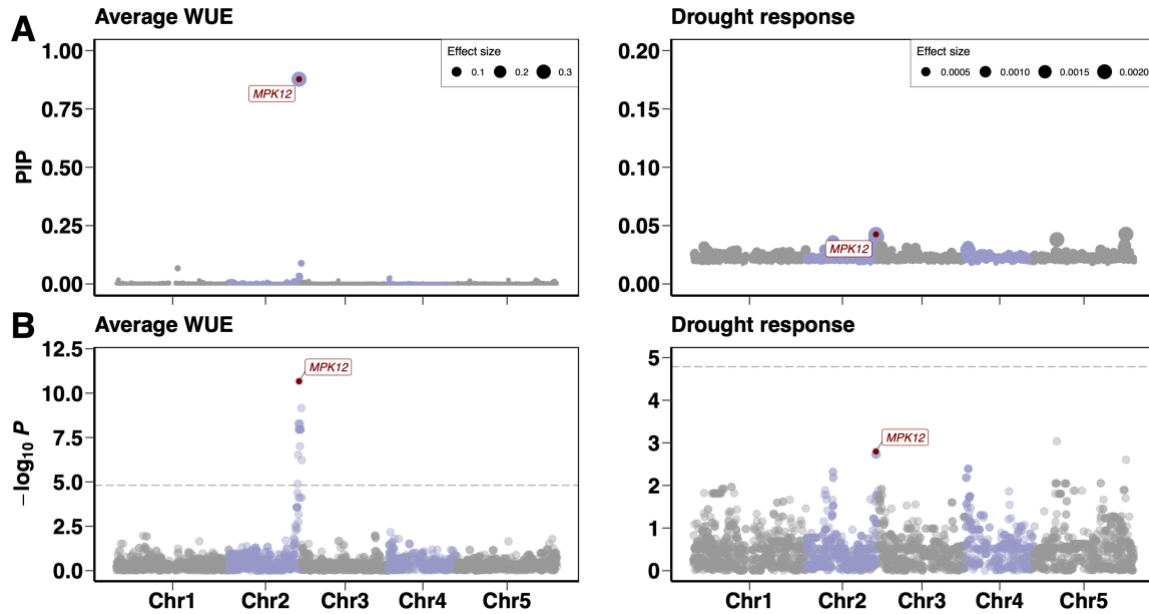 A
Average WUE
Drought response
PIP
1.00
0.75
0.50
0.25
0.00
Effect size
0.1 0.2 0.3
MPK12
0.20
0.15
0.10
0.05
0.00
Effect size
0.0005 0.0010 0.0015 0.0020
MPK12
B
Average WUE
Drought response
−log10 P
12.5
10.0
7.5
5.0
2.5
0.0
MPK12
Chr1 Chr2 Chr3 Chr4 Chr5
5
4
3
2
1
0
MPK12
Chr1 Chr2 Chr3 Chr4 Chr5